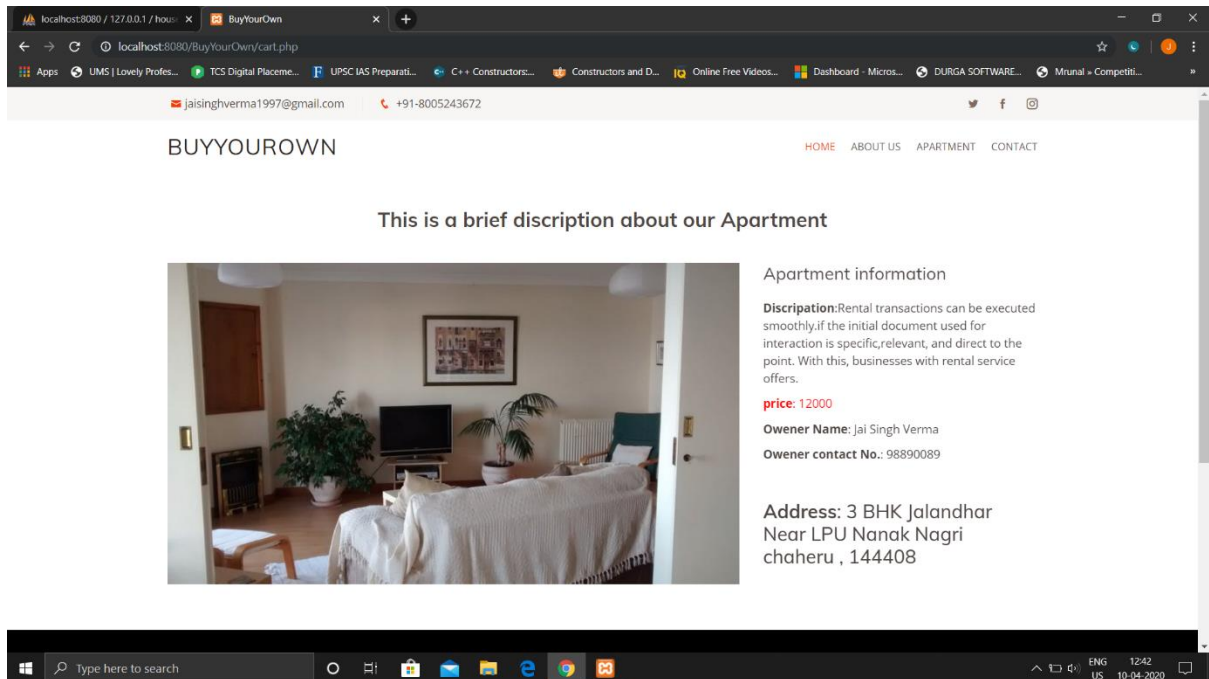 localhost:8080 / 127.0.0.1 / hous
BuyYourOwn
localhost:8080/BuyYourOwn/cart.php
Apps UMS | Lovely Profes... TCS Digital Placeme... UPSC IAS Preparati... C++ Constructors:... Constructors and D... Online Free Videos... Dashboard - Micros... DURGA SOFTWARE... Mrunal » Competiti... »
jaisinghverma1997@gmail.com +91-8005243672
BUYYOUROWN
HOME ABOUT US APARTMENT CONTACT
This is a brief discription about our Apartment
Apartment information
Discripation:Rental transactions can be executed
smoothly.if the initial document used for
interaction is specific,relevant, and direct to the
point. With this, businesses with rental service
offers.
price: 12000
Owener Name: Jai Singh Verma
Owener contact No.: 98890089
Address: 3 BHK Jalandhar
Near LPU Nanak Nagri
chaheru , 144408
Type here to search
ENG 12:42
US 10-04-2020